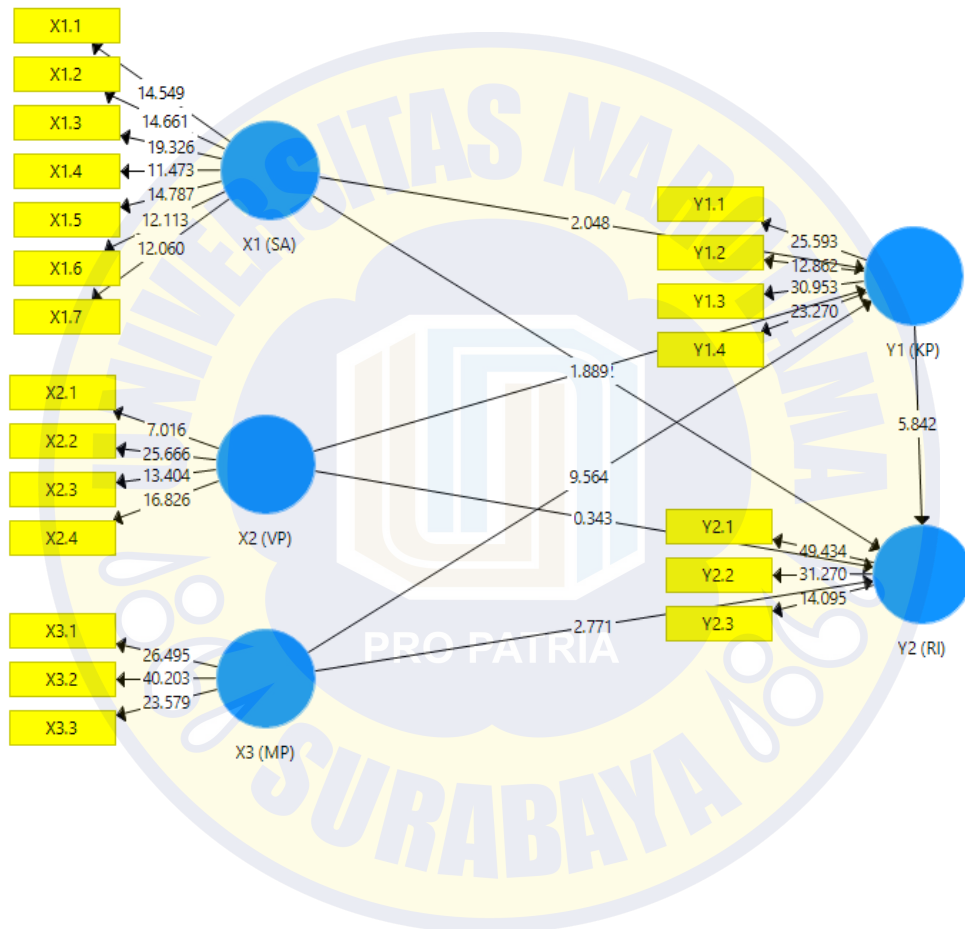 X1.1
X1.2
X1.3
X1.4
X1.5
X1.6
X1.7
14.549
14.661
19.326
11.473
14.787
12.113
12.060
X1 (SA)
X2.1
X2.2
X2.3
X2.4
7.016
25.666
13.404
16.826
X2 (VP)
X3.1
X3.2
X3.3
26.495
40.203
23.579
X3 (MP)
2.048
1.889
9.564
0.343
2.771
5.842
Y1.1
Y1.2
Y1.3
Y1.4
25.593
12.862
30.953
23.270
Y1 (KP)
Y2.1
Y2.2
Y2.3
49.434
31.270
14.095
Y2 (RI)
UNIVERSITAS NAROTAMA
PRO PATRIA
SURABAYA